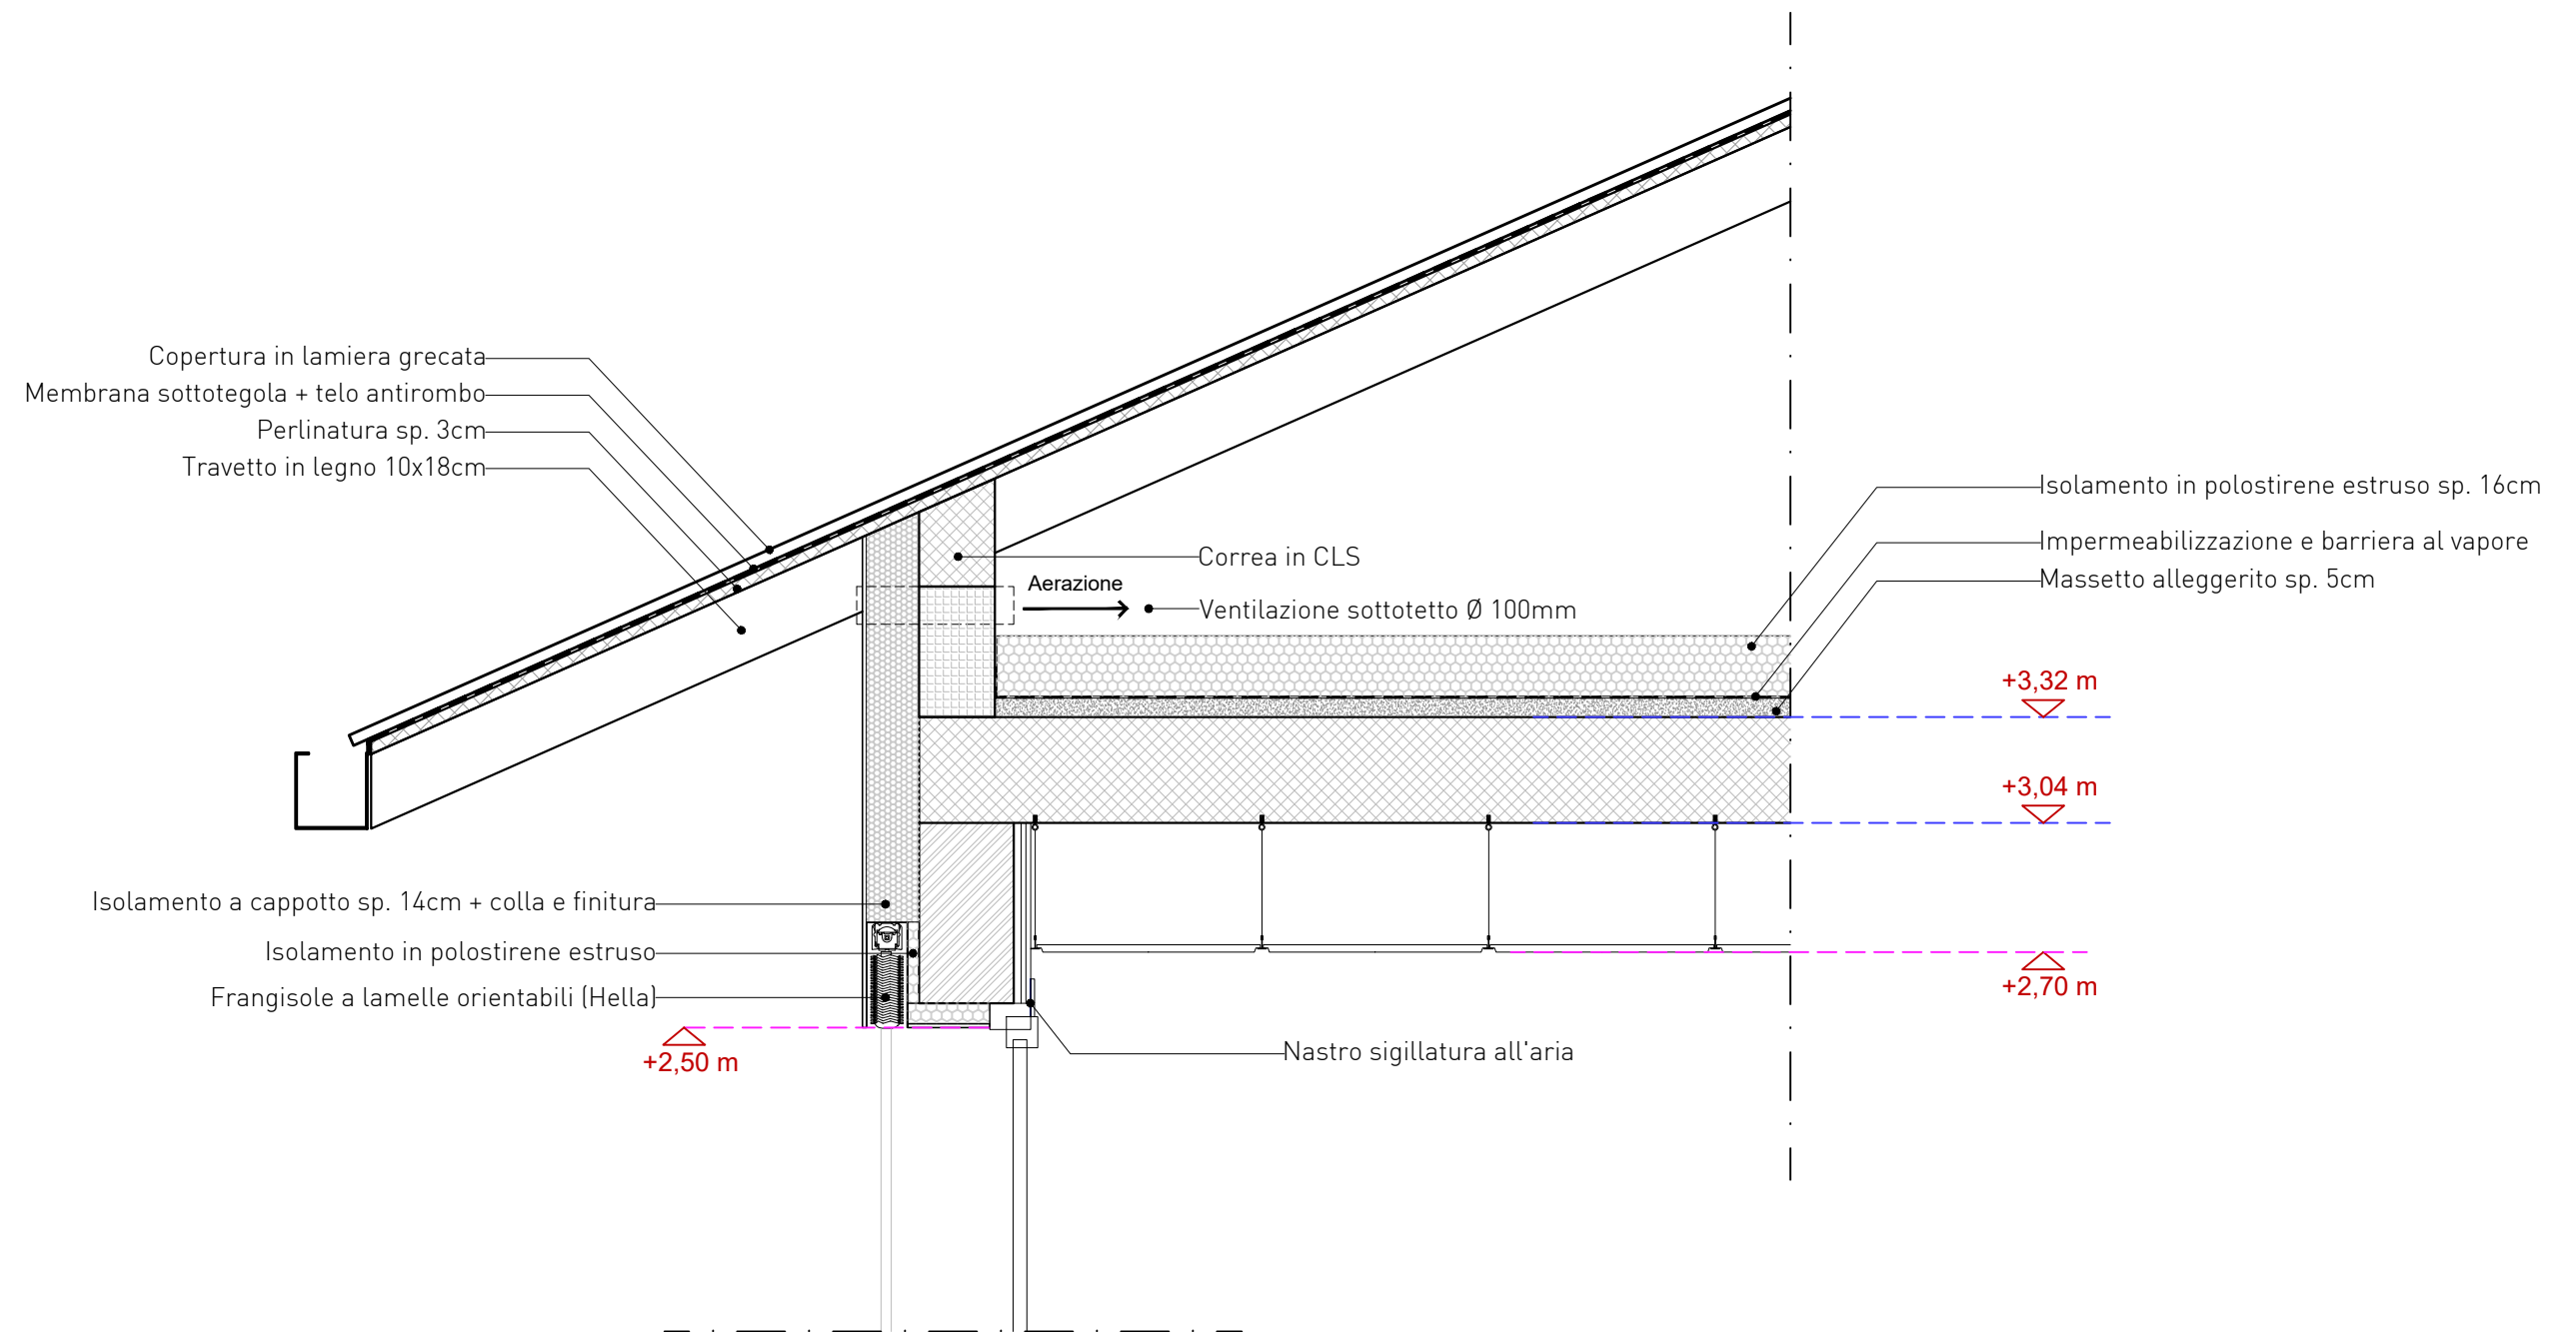 Copertura in lamiera grecata
Membrana sottotegola + telo antirombo
Perlinatura sp. 3cm
Travetto in legno 10x18cm
Isolamento in polostirene estruso sp. 16cm
Impermeabilizzazione e barriera al vapore
Massetto alleggerito sp. 5cm
Correa in CLS
Aerazione
Ventilazione sottotetto Ø 100mm
+3,32 m
+3,04 m
Isolamento a cappotto sp. 14cm + colla e finitura
Isolamento in polostirene estruso
Frangisole a lamelle orientabili (Hella)
+2,70 m
+2,50 m
Nastro sigillatura all'aria